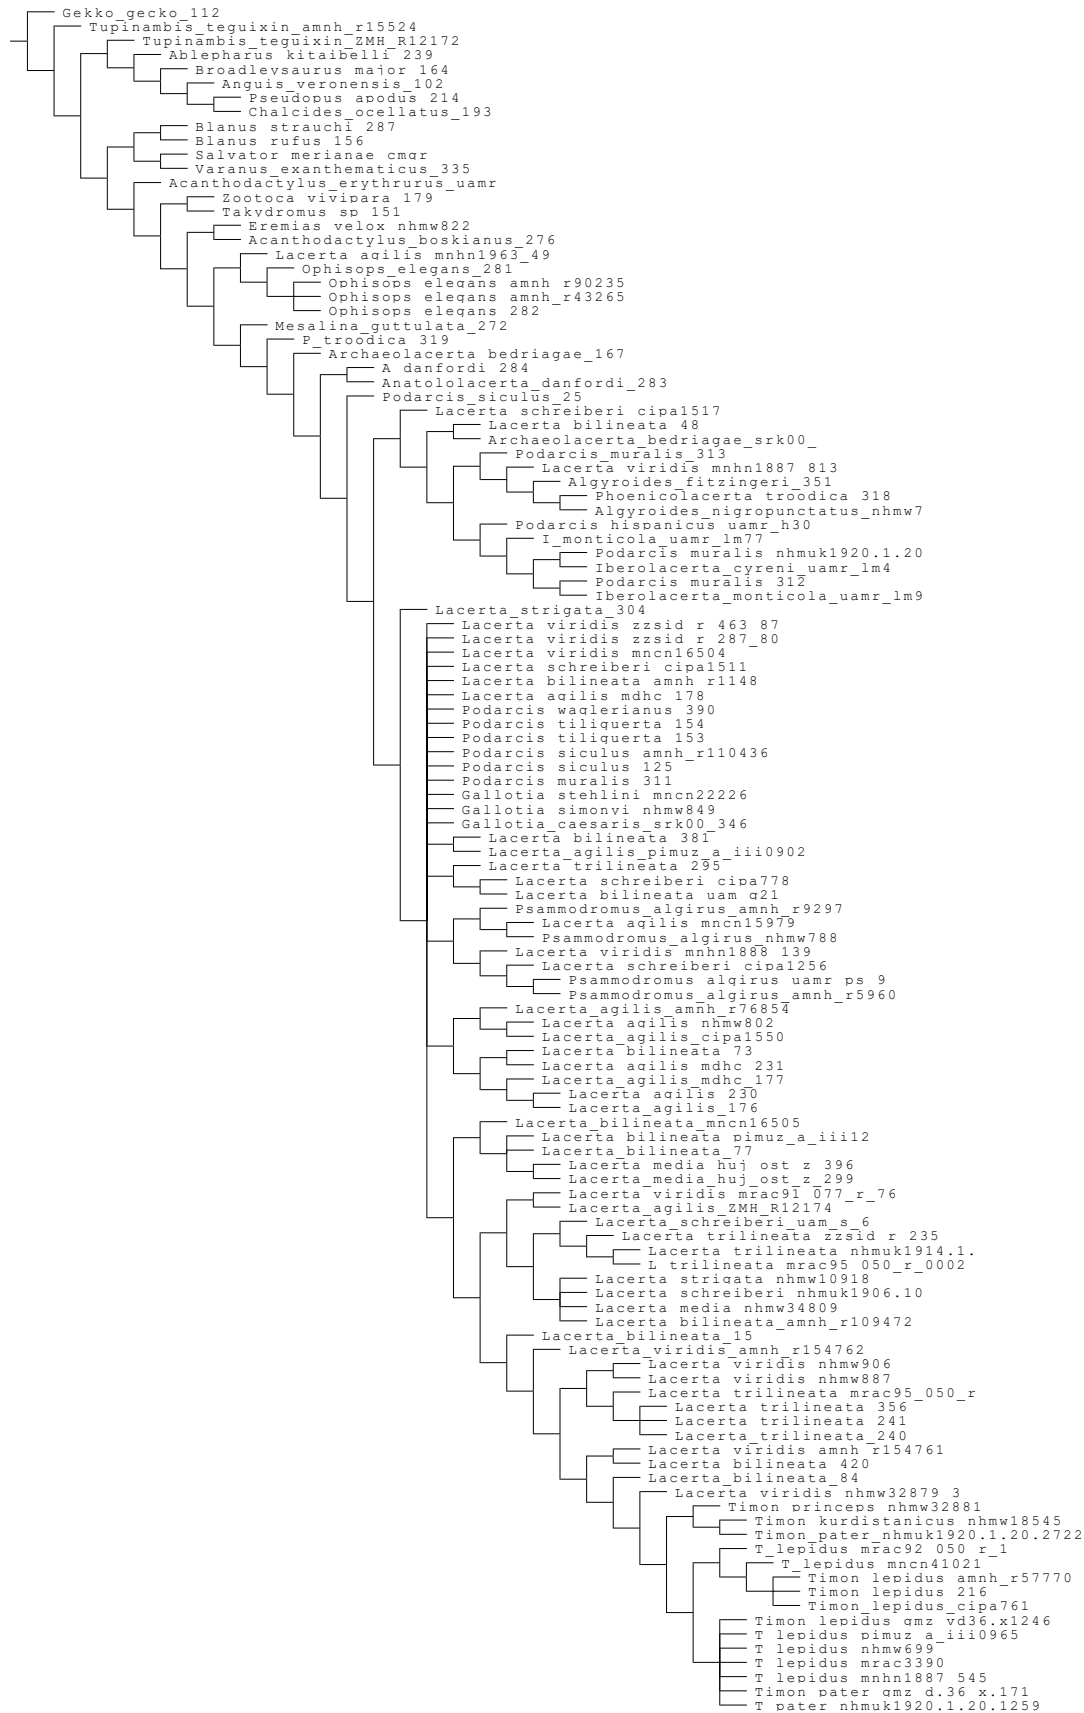 Gekko_gecko_112
Tupinambis_teguixin_amnh_r15524
Tupinambis_teguixin_ZMH_R12172
Ablepharus_kitaibelli_239
Broadleysaurus_major_164
Anguis_veronensis_102
Pseudopus_apodus_214
Chalcides_ocellatus_193
Blanus_strauchi_287
Blanus_rufus_156
Salvator_merianae_cmgr
Varanus_exanthematicus_335
Acanthodactylus_erythrurus_uamr
Zootoca_vivipara_179
Takydromus_sp_151
Eremias_velox_nhmw822
Acanthodactylus_boskianus_276
Lacerta_agilis_mnhn1963_49
Ophisops_elegans_281
Ophisops_elegans_amnh_r90235
Ophisops_elegans_amnh_r43265
Ophisops_elegans_282
Mesalina_guttulata_272
P_troodica_319
Archaeolacerta_bedriagae_167
A_danfordi_284
Anatololacerta_danfordi_283
Podarcis_siculus_25
Lacerta_schreiberi_cipa1517
Lacerta_bilineata_48
Archaeolacerta_bedriagae_srk00_
Podarcis_muralis_313
Lacerta_viridis_mnhn1887_813
Algyroides_fitzingeri_351
Phoenicolacerta_troodica_318
Algyroides_nigropunctatus_nhmw7
Podarcis_hispanicus_uamr_h30
I_monticola_uamr_lm77
Podarcis_muralis_nhmuk1920.1.20
Iberolacerta_cyreni_uamr_lm4
Podarcis_muralis_312
Iberolacerta_monticola_uamr_lm9
Lacerta_strigata_304
Lacerta_viridis_zzsid_r_463_87
Lacerta_viridis_zzsid_r_287_80
Lacerta_viridis_mncn16504
Lacerta_schreiberi_cipa1511
Lacerta_bilineata_amnh_r1148
Lacerta_agilis_mdhc_178
Podarcis_waglerianus_390
Podarcis_tiliguerta_154
Podarcis_tiliguerta_153
Podarcis_siculus_amnh_r110436
Podarcis_siculus_125
Podarcis_muralis_311
Gallotia_stehlini_mncn22226
Gallotia_simonyi_nhmw849
Gallotia_caesaris_srk00_346
Lacerta_bilineata_381
Lacerta_agilis_pimuz_a_iii0902
Lacerta_trilineata_295
Lacerta_schreiberi_cipa778
Lacerta_bilineata_uam_g21
Psammodromus_algirus_amnh_r9297
Lacerta_agilis_mncn15979
Psammodromus_algirus_nhmw788
Lacerta_viridis_mnhn1888_139
Lacerta_schreiberi_cipa1256
Psammodromus_algirus_uamr_ps_9
Psammodromus_algirus_amnh_r5960
Lacerta_agilis_amnh_r76854
Lacerta_agilis_nhmw802
Lacerta_agilis_cipa1550
Lacerta_bilineata_73
Lacerta_agilis_mdhc_231
Lacerta_agilis_mdhc_177
Lacerta_agilis_230
Lacerta_agilis_176
Lacerta_bilineata_mncn16505
Lacerta_bilineata_pimuz_a_iii12
Lacerta_bilineata_77
Lacerta_media_huj_ost_z_396
Lacerta_media_huj_ost_z_299
Lacerta_viridis_mrac91_077_r_76
Lacerta_agilis_ZMH_R12174
Lacerta_schreiberi_uam_s_6
Lacerta_trilineata_zzsid_r_235
Lacerta_trilineata_nhmuk1914.1.
L_trilineata_mrac95_050_r_0002
Lacerta_strigata_nhmw10918
Lacerta_schreiberi_nhmuk1906.10
Lacerta_media_nhmw34809
Lacerta_bilineata_amnh_r109472
Lacerta_bilineata_15
Lacerta_viridis_amnh_r154762
Lacerta_viridis_nhmw906
Lacerta_viridis_nhmw887
Lacerta_trilineata_mrac95_050_r
Lacerta_trilineata_356
Lacerta_trilineata_241
Lacerta_trilineata_240
Lacerta_viridis_amnh_r154761
Lacerta_bilineata_420
Lacerta_bilineata_84
Lacerta_viridis_nhmw32879_3
Timon_princeps_nhmw32881
Timon_kurdistanicus_nhmw18545
Timon_pater_nhmuk1920.1.20.2722
T_lepidus_mrac92_050_r_1
T_lepidus_mncn41021
Timon_lepidus_amnh_r57770
Timon_lepidus_216
Timon_lepidus_cipa761
Timon_lepidus_gmz_vd36.x1246
T_lepidus_pimuz_a_iii0965
T_lepidus_nhmw699
T_lepidus_mrac3390
T_lepidus_mnhn1887_545
Timon_pater_gmz_d.36_x.171
T_pater_nhmuk1920.1.20.1259